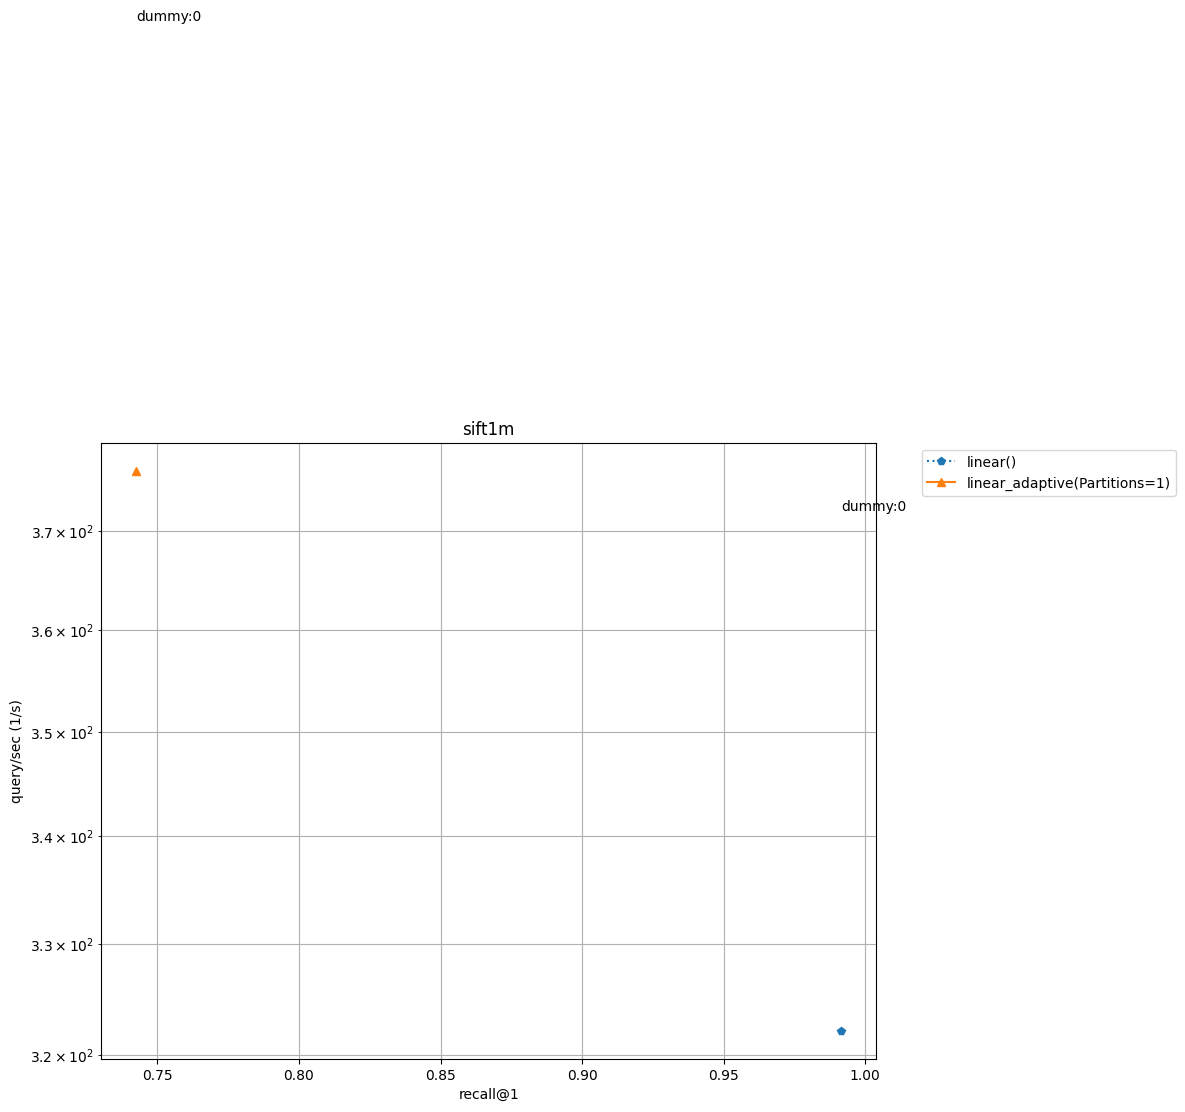 dummy:0
sift1m
linear()
linear_adaptive(Partitions=1)
dummy:0
3.7 × 10²
3.6 × 10²
3.5 × 10²
3.4 × 10²
3.3 × 10²
3.2 × 10²
query/sec (1/s)
0.75 0.80 0.85 0.90 0.95 1.00
recall@1